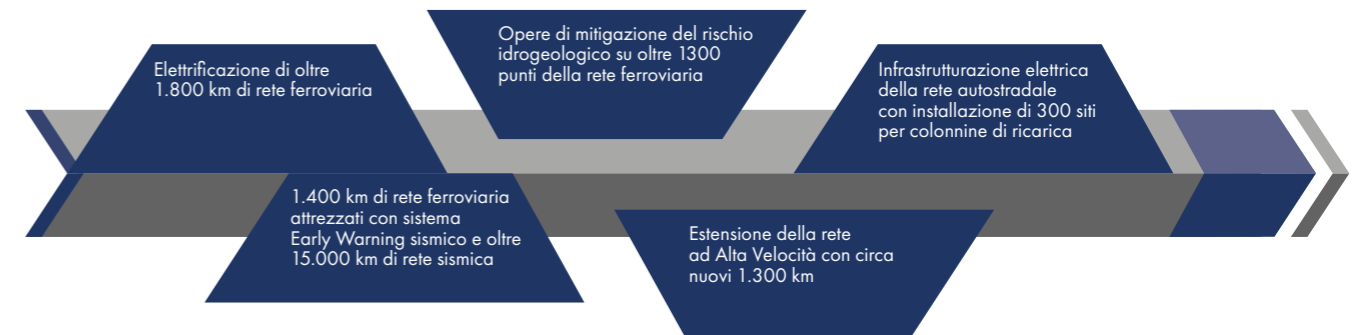 Elettrificazione di oltre
1.800 km di rete ferroviaria
Opere di mitigazione del rischio
idrogeologico su oltre 1300
punti della rete ferroviaria
Infrastrutturazione elettrica
della rete autostradale
con installazione di 300 siti
per colonnine di ricarica
1.400 km di rete ferroviaria
attrezzati con sistema
Early Warning sismico e oltre
15.000 km di rete sismica
Estensione della rete
ad Alta Velocità con circa
nuovi 1.300 km